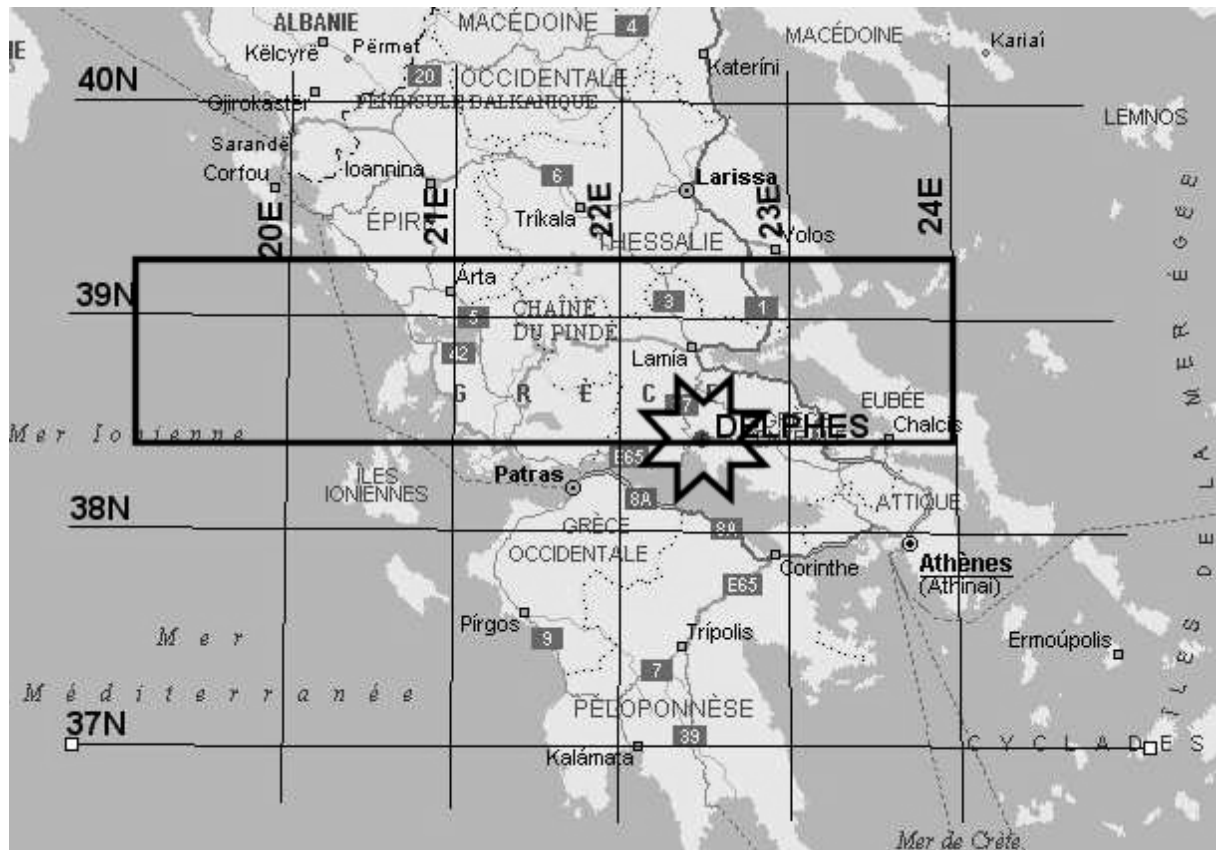 ALBANIE
MACÉDOINE
4
MACÉDOINE
Kariaí
Këlcyrë
Përmet
Kateríni
20
OCCIDENTALE
40N
Gjirokastër
PÉNINSULE BALKANIQUE
LEMNOS
Sarandë
Ioannina
6
Larissa
Corfou
20E
21E
22E
23E
24E
ÉPIRE
Tríkala
THESSALIE
Volos
39N
Arta
3
1
5
CHAÎNE
DU PINDE
42
Lamía
G R È C E
EUBÉE
DELPHES
Chalcis
Mer Ionienne
E65
ÎLES
IONIENNES
Patras
8A
ATTIQUE
38N
GRÈCE
OCCIDENTALE
8A
Corinthe
Athènes
(Athinai)
E65
Pírgos
9
Trípolis
Ermoúpolis
Mer
Méditerranée
7
PÉLOPONNÈSE
37N
39
Kalámata
CYCLADES
ÎLES DE LA MER ÉGÉE
Mer de Crète